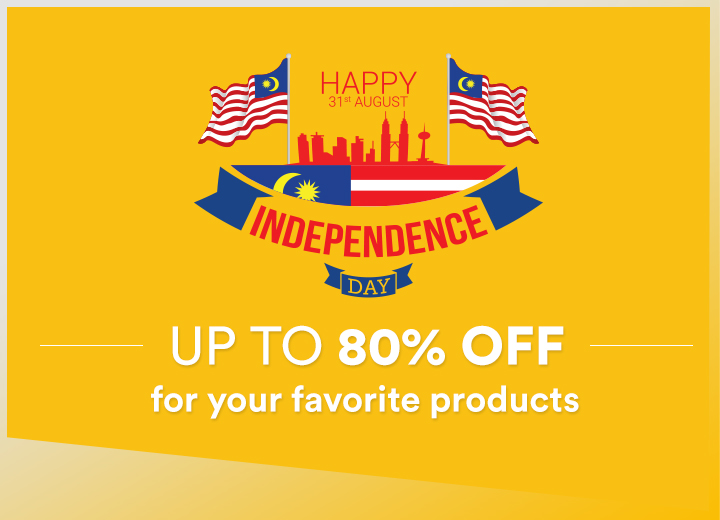 HAPPY
31st AUGUST
INDEPENDENCE
DAY
UP TO 80% OFF
for your favorite products